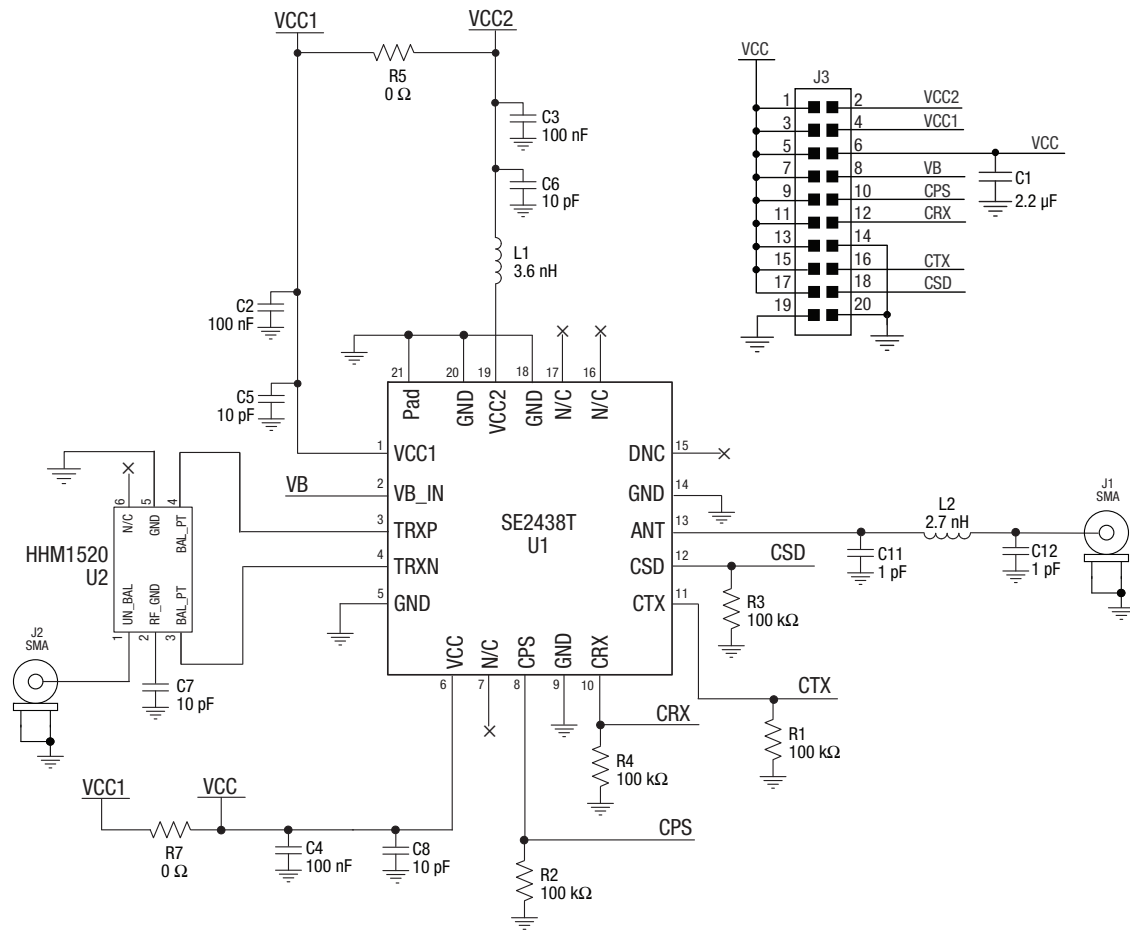 VCC1
VCC2
R5
0 Ω
C3
100 nF
C6
10 pF
L1
3.6 nH
C2
100 nF
C5
10 pF
VCC
J3
1 2 VCC2
3 4 VCC1
5 6 VCC
7 8 VB
9 10 CPS
11 12 CRX
13 14
15 16 CTX
17 18 CSD
19 20
C1
2.2 µF
21 20 19 18 17 16
Pad GND VCC2 GND N/C N/C
1 VCC1
VB 2 VB_IN
3 TRXP
4 TRXN
5 GND
SE2438T
U1
DNC 15
GND 14
ANT 13
CSD 12 CSD
CTX 11
VCC N/C CPS GND CRX
6 7 8 9 10
6 5 4
N/C GND BAL_PT
HHM1520
U2
UN_BAL RF_GND BAL_PT
1 2 3
J2
SMA
C7
10 pF
L2
2.7 nH
C11
1 pF
C12
1 pF
J1
SMA
R3
100 kΩ
CTX
R1
100 kΩ
CRX
R4
100 kΩ
CPS
R2
100 kΩ
VCC1
VCC
R7
0 Ω
C4
100 nF
C8
10 pF